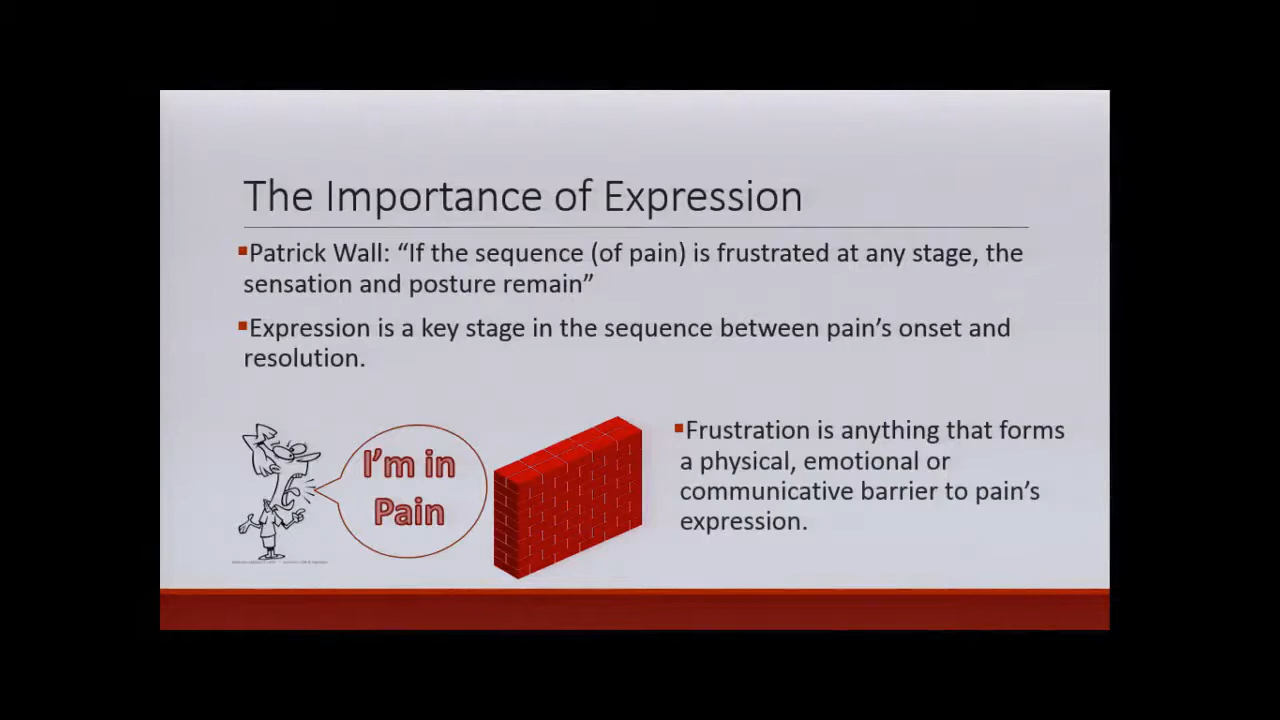 The Importance of Expression
▪Patrick Wall: “If the sequence (of pain) is frustrated at any stage, the
sensation and posture remain”
▪Expression is a key stage in the sequence between pain’s onset and
resolution.
I’m in
Pain
▪Frustration is anything that forms
a physical, emotional or
communicative barrier to pain’s
expression.